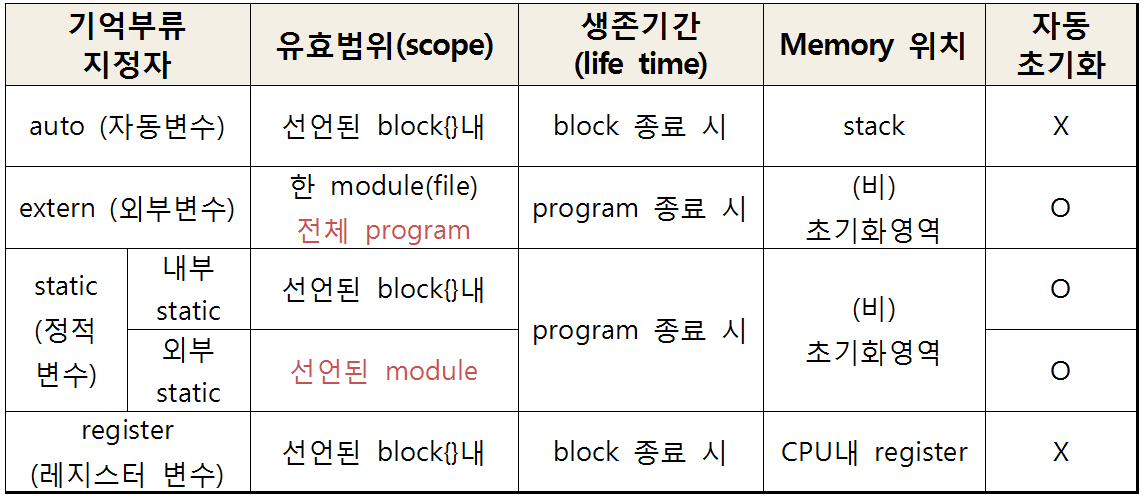 기억부류
지정자
유효범위(scope)
생존기간
(life time)
Memory 위치
자동
초기화
auto (자동변수)
선언된 block{}내
block 종료 시
stack
X
extern (외부변수)
한 module(file)
전체 program
program 종료 시
(비)
초기화영역
O
static
(정적
변수)
내부
static
선언된 block{}내
program 종료 시
(비)
초기화영역
O
외부
static
선언된 module
O
register
(레지스터 변수)
선언된 block{}내
block 종료 시
CPU내 register
X